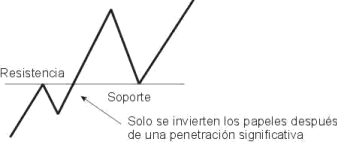 Resistencia
Soporte
Solo se invierten los papeles después
de una penetración significativa